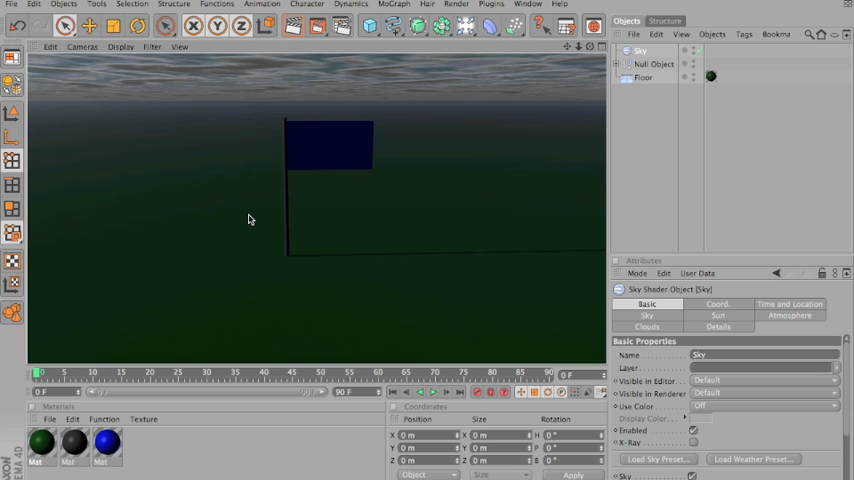 File Edit Objects Tools Selection Structure Functions Animation Character Dynamics MoGraph Hair Render Plugins Window Help
X Y Z
Objects Structure
Edit Cameras Display Filter View
File Edit View Objects Tags Bookma
Sky
Null Object
Floor
Attributes
Mode Edit User Data
Sky Shader Object [Sky]
Basic Coord. Time and Location
Sky Sun Atmosphere
Clouds Details
Basic Properties
Name Sky
Layer
Visible in Editor Default
Visible in Renderer Default
Use Color Off
Display Color
Enabled
X-Ray
Load Sky Preset... Load Weather Preset...
Sky
0 5 10 15 20 25 30 35 40 45 50 55 60 65 70 75 80 85 90 0 F
0 F 0 F 90 F 90 F
Materials
File Edit Function Texture
Mat Mat Mat
Coordinates
Position Size Rotation
X 0 m X 0 m H 0 °
Y 0 m Y 0 m P 0 °
Z 0 m Z 0 m B 0 °
Object Size Apply
AXON
EMA 4D